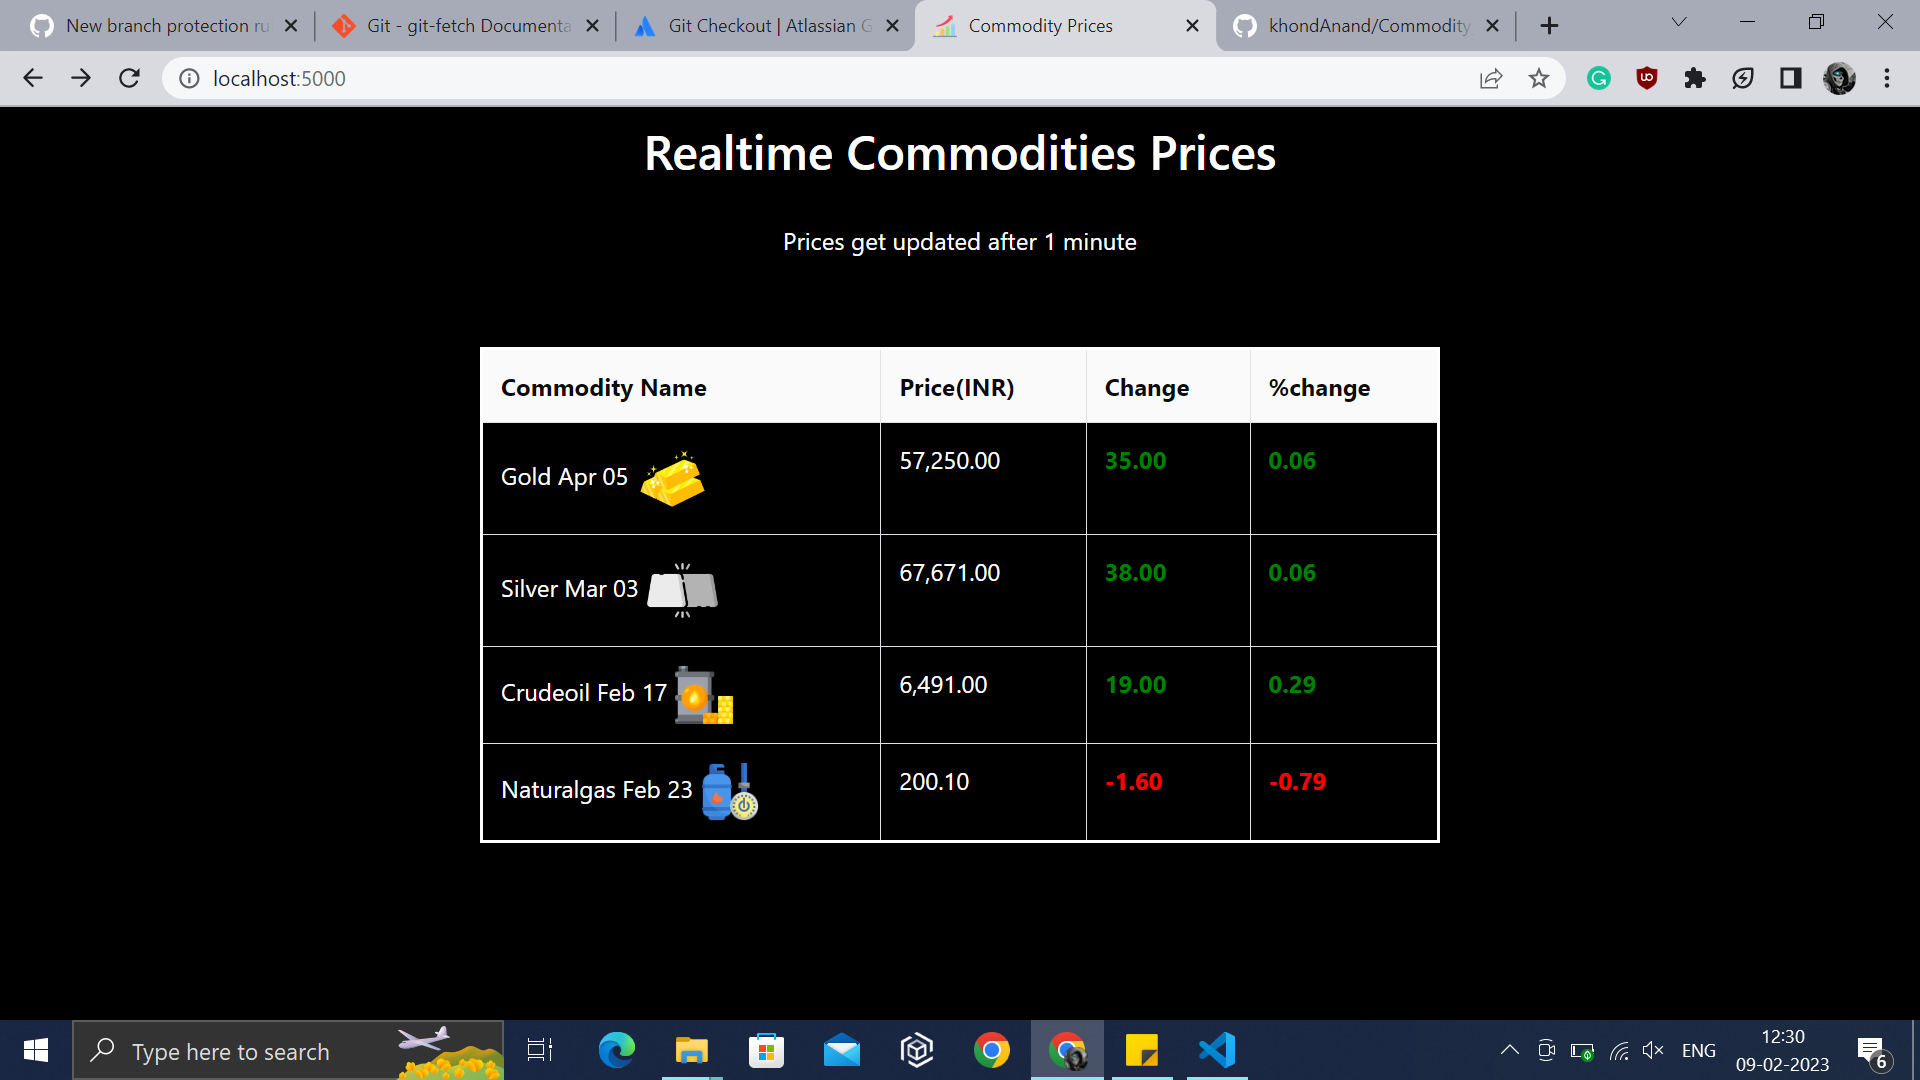 New branch protection ru
Git - git-fetch Documenta
Git Checkout | Atlassian G
Commodity Prices
khondAnand/Commodity
localhost:5000
Realtime Commodities Prices
Prices get updated after 1 minute
Commodity Name Price(INR) Change %change
Gold Apr 05 57,250.00 35.00 0.06
Silver Mar 03 67,671.00 38.00 0.06
Crudeoil Feb 17 6,491.00 19.00 0.29
Naturalgas Feb 23 200.10 -1.60 -0.79
Type here to search
ENG
12:30
09-02-2023
6